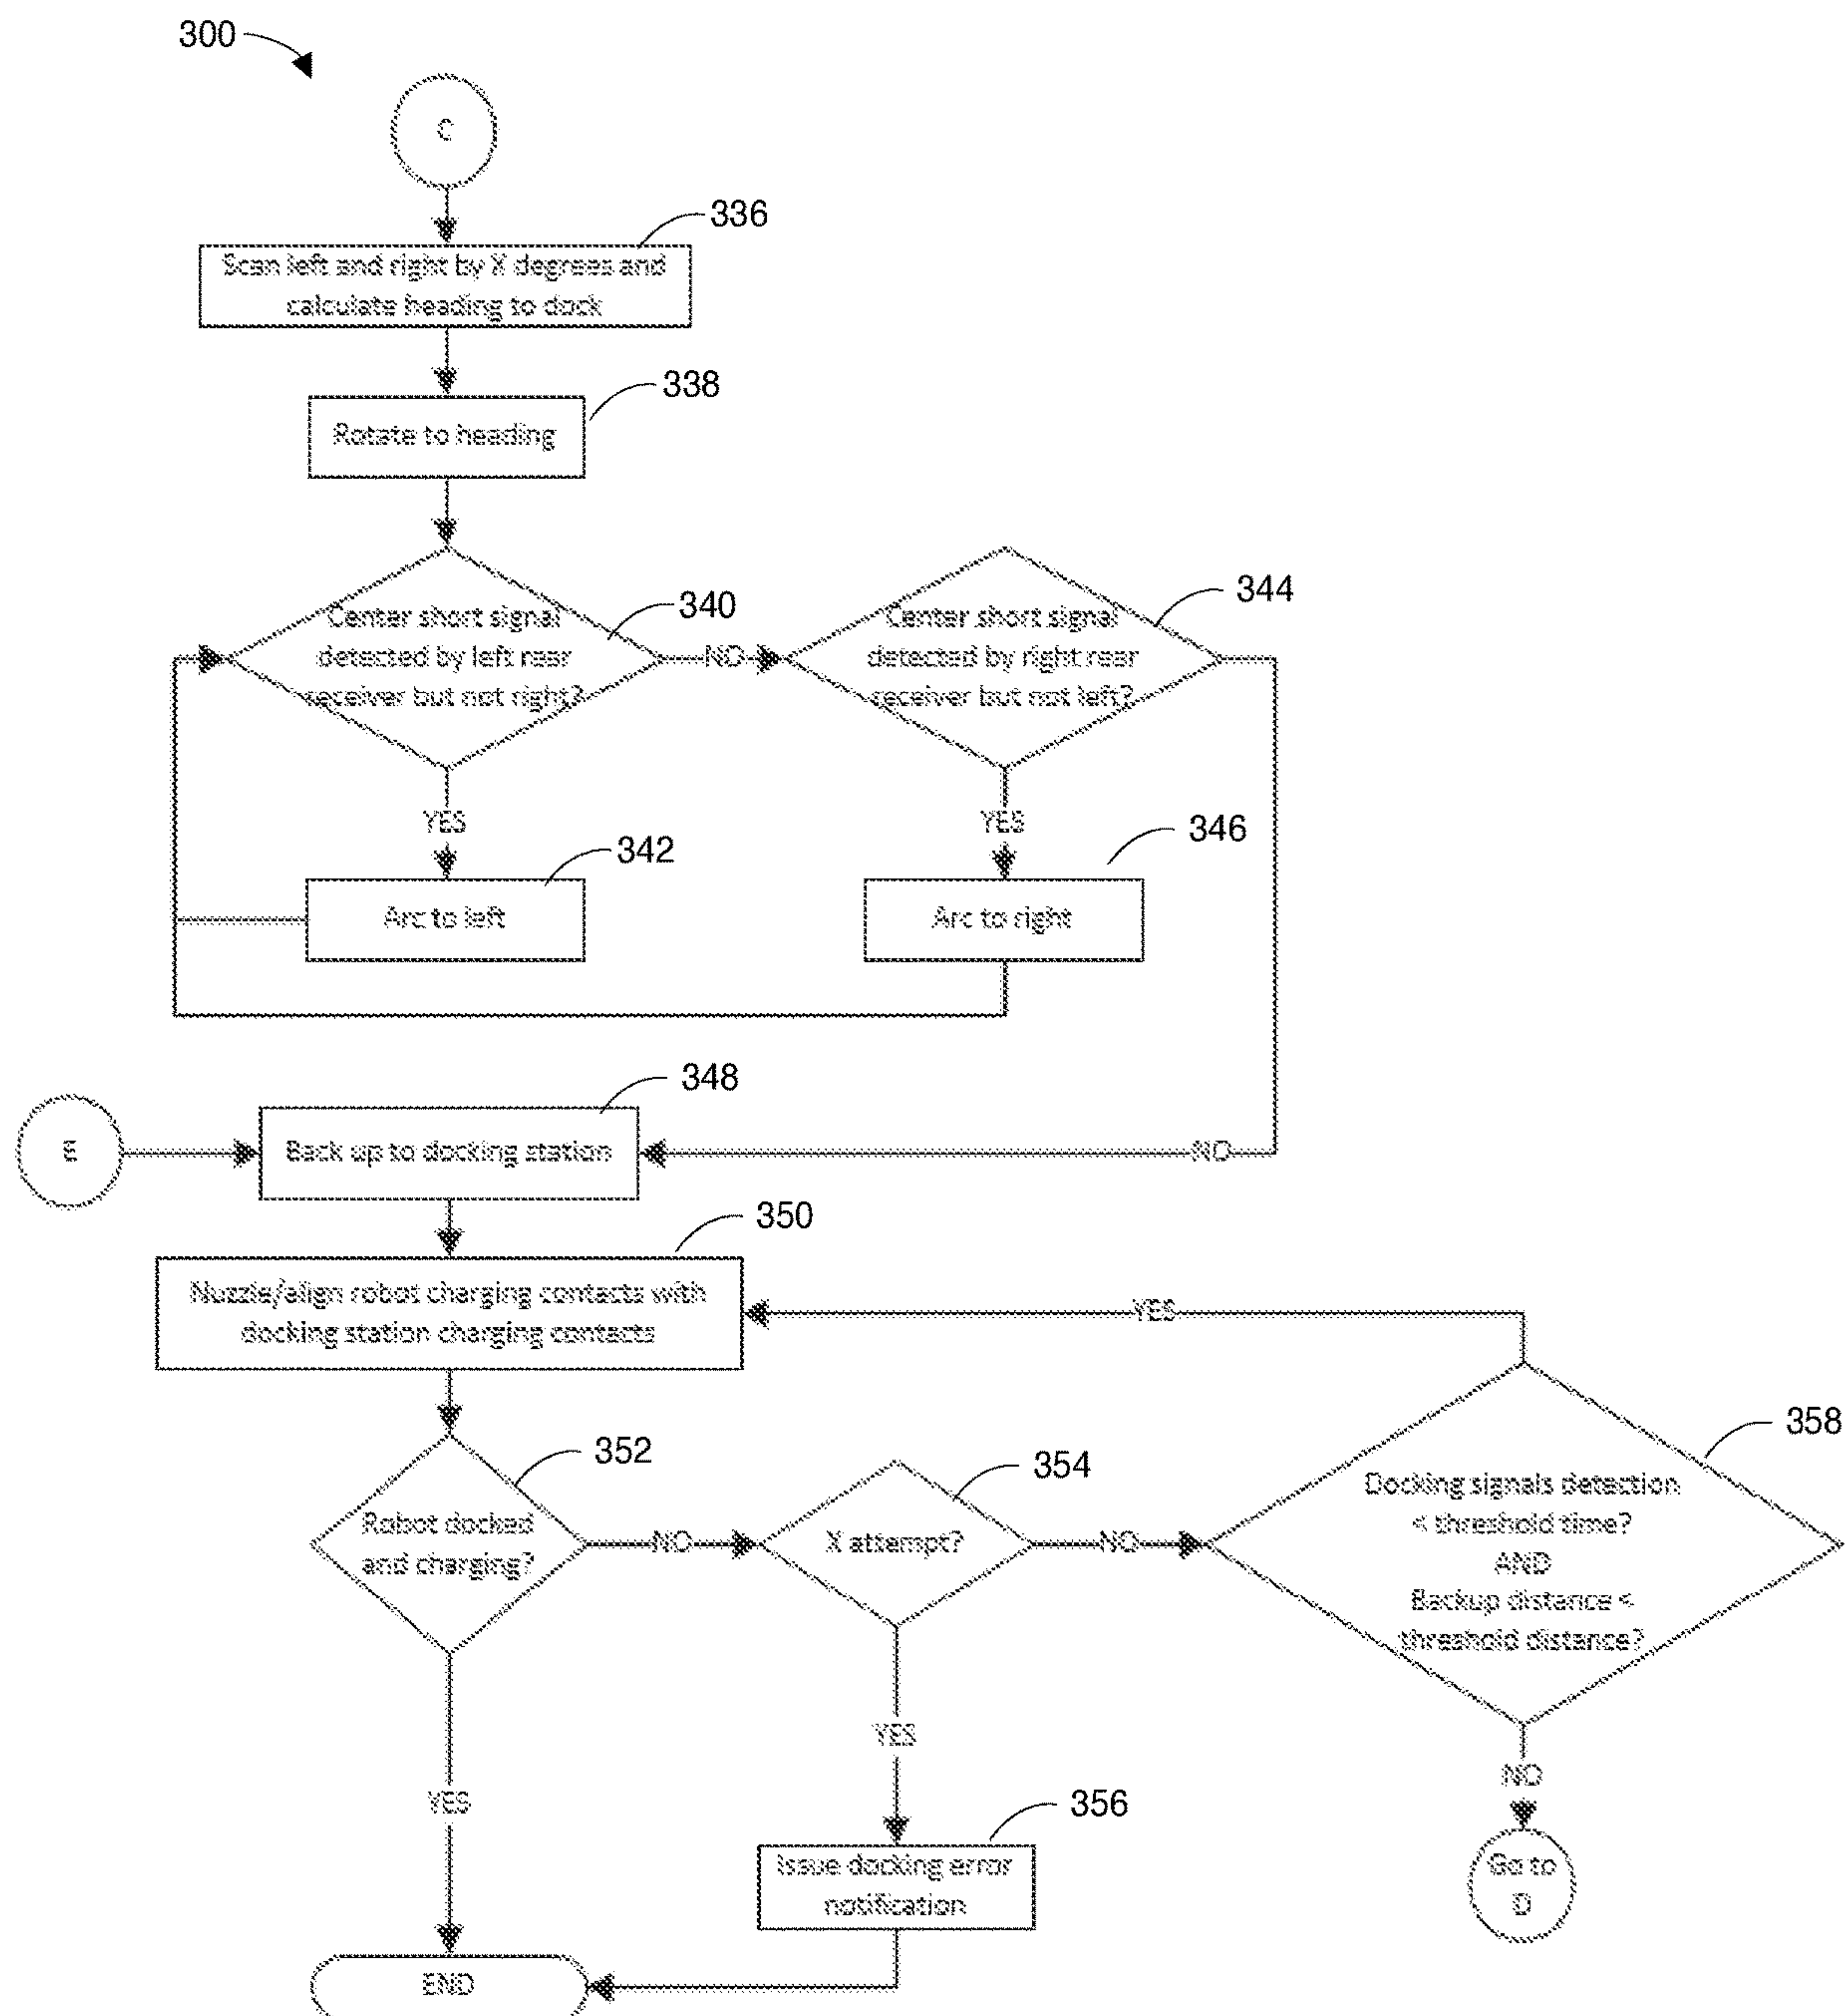 300
C
336
Scan left and right by X degrees and
calculate heading to dock
338
Rotate to heading
340
Center short signal
detected by left rear
receiver but not right?
NO
344
Center short signal
detected by right rear
receiver but not left?
YES
342
Arc to left
YES
346
Arc to right
348
E
Back up to docking station
NO
350
Nuzzle/align robot charging contacts with
docking station charging contacts
YES
352
Robot docked
and charging?
NO
354
X attempt?
NO
358
Docking signals detection
< threshold time?
AND
Backup distance <
threshold distance?
YES
YES
NO
356
Issue docking error
notification
Go to
D
END